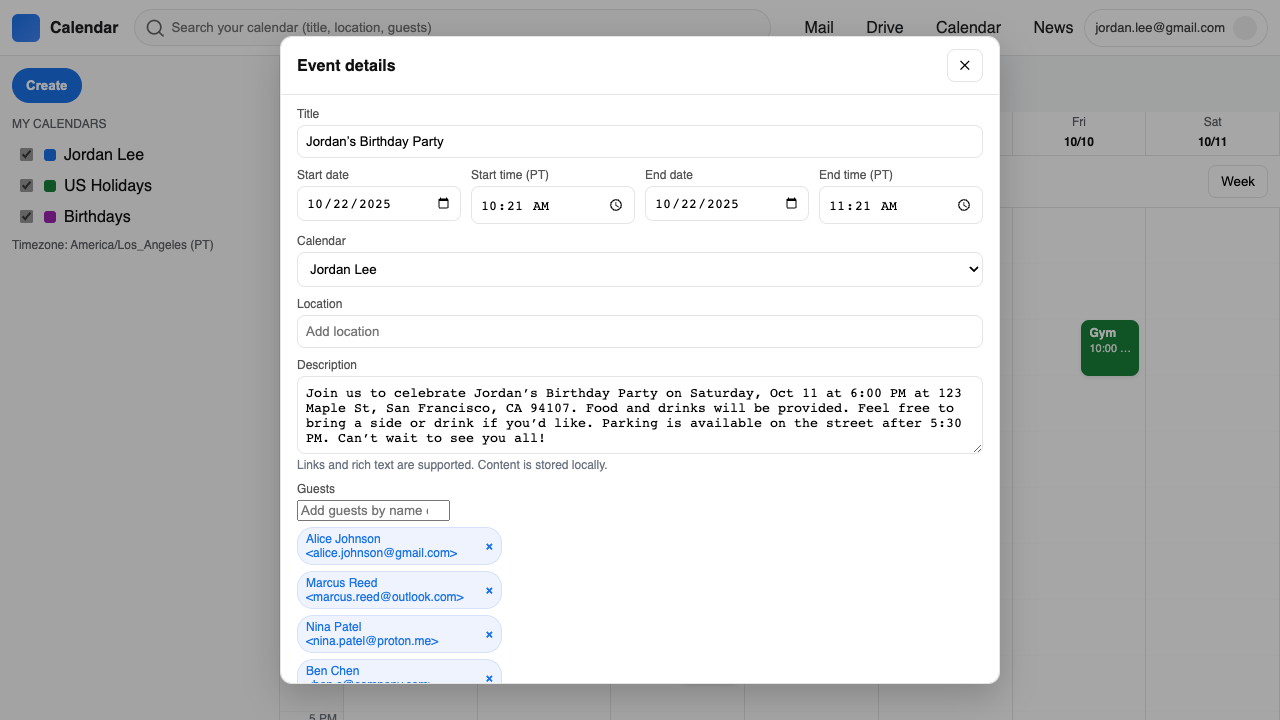 Calendar
Search your calendar (title, location, guests)
Mail
Drive
Calendar
News
jordan.lee@gmail.com
Create
MY CALENDARS
Jordan Lee
US Holidays
Birthdays
Timezone: America/Los_Angeles (PT)
Event details
×
Title
Jordan’s Birthday Party
Start date
Start time (PT)
End date
End time (PT)
10/22/2025
10:21 AM
10/22/2025
11:21 AM
Calendar
Jordan Lee
Location
Add location
Description
Join us to celebrate Jordan’s Birthday Party on Saturday, Oct 11 at 6:00 PM at 123
Maple St, San Francisco, CA 94107. Food and drinks will be provided. Feel free to
bring a side or drink if you’d like. Parking is available on the street after 5:30
PM. Can’t wait to see you all!
Links and rich text are supported. Content is stored locally.
Guests
Add guests by name
Alice Johnson
<alice.johnson@gmail.com> ×
Marcus Reed
<marcus.reed@outlook.com> ×
Nina Patel
<nina.patel@proton.me> ×
Ben Chen
×
Fri
10/10
Sat
10/11
Week
Gym
10:00 ...
5 PM